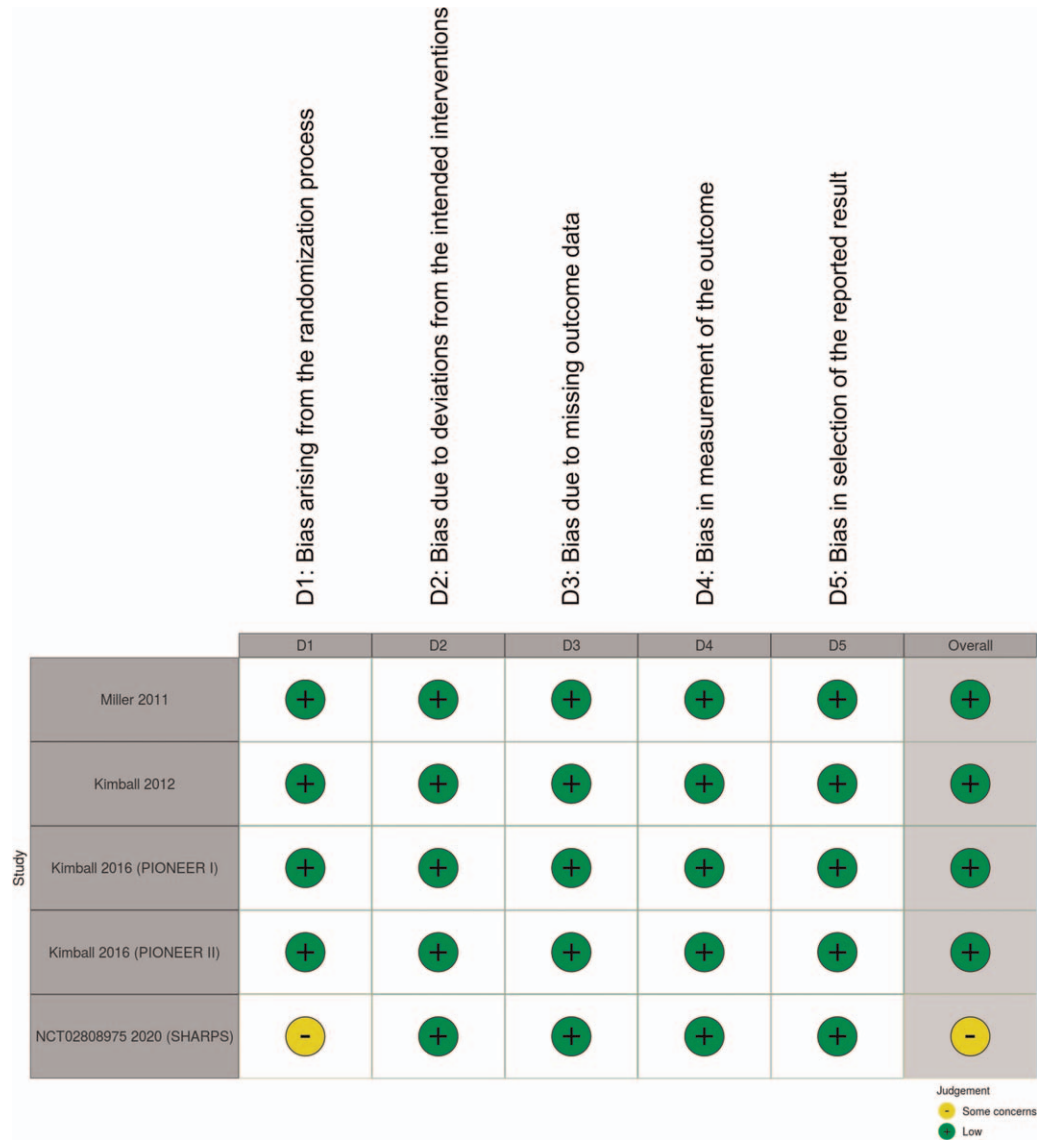 D1: Bias arising from the randomization process
D2: Bias due to deviations from the intended interventions
D3: Bias due to missing outcome data
D4: Bias in measurement of the outcome
D5: Bias in selection of the reported result
D1 D2 D3 D4 D5 Overall
Study
Miller 2011 + + + + + +
Kimball 2012 + + + + + +
Kimball 2016 (PIONEER I) + + + + + +
Kimball 2016 (PIONEER II) + + + + + +
NCT02808975 2020 (SHARPS) - + + + + -
Judgement
- Some concerns
+ Low